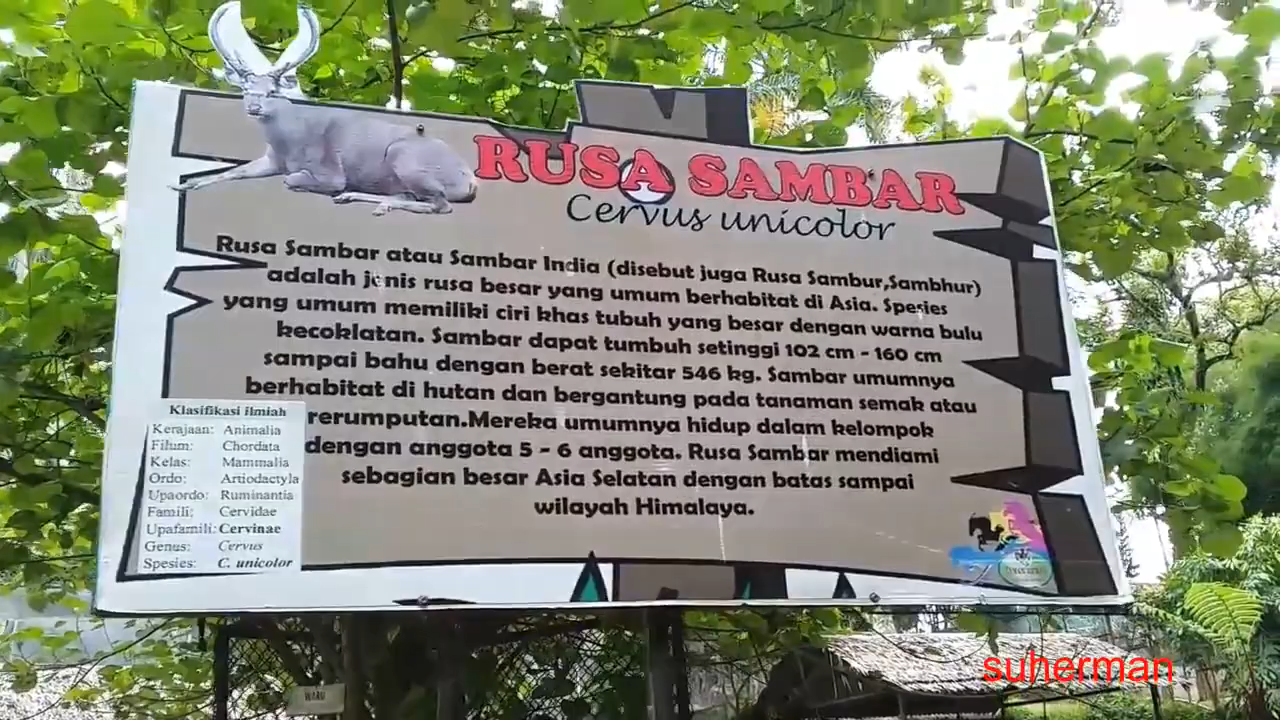 RUSA SAMBAR
Cervus unicolor
Rusa Sambar atau Sambar India (disebut juga Rusa Sambur,Sambhur)
adalah jenis rusa besar yang umum berhabitat di Asia. Spesies
yang umum memiliki ciri khas tubuh yang besar dengan warna bulu
kecoklatan. Sambar dapat tumbuh setinggi 102 cm - 160 cm
sampai bahu dengan berat sekitar 546 kg. Sambar umumnya
berhabitat di hutan dan bergantung pada tanaman semak atau
rerumputan.Mereka umumnya hidup dalam kelompok
dengan anggota 5 - 6 anggota. Rusa Sambar mendiami
sebagian besar Asia Selatan dengan batas sampai
wilayah Himalaya.
Klasifikasi ilmiah
Kerajaan: Animalia
Filum: Chordata
Kelas: Mammalia
Ordo: Artiodactyla
Upaordo: Ruminantia
Famili: Cervidae
Upafamili: Cervinae
Genus: Cervus
Spesies: C. unicolor
WARU
suherman